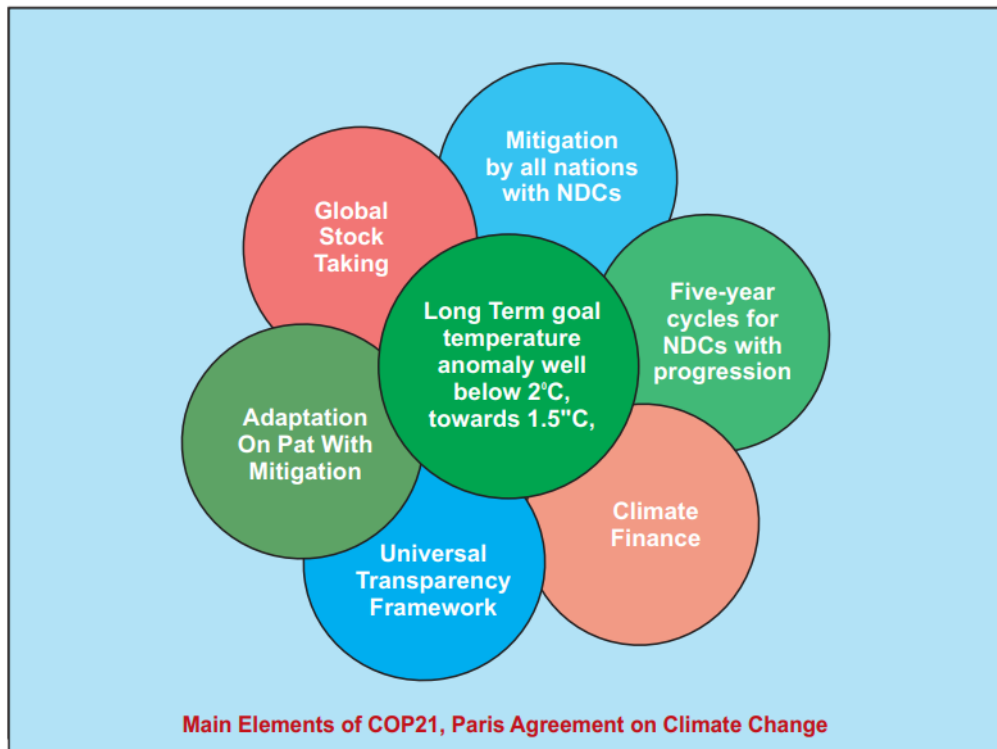 Mitigation
by all nations
with NDCs
Global
Stock
Taking
Five-year
cycles for
NDCs with
progression
Long Term goal
temperature
anomaly well
below 2°C,
towards 1.5"C,
Adaptation
On Pat With
Mitigation
Climate
Finance
Universal
Transparency
Framework
Main Elements of COP21, Paris Agreement on Climate Change